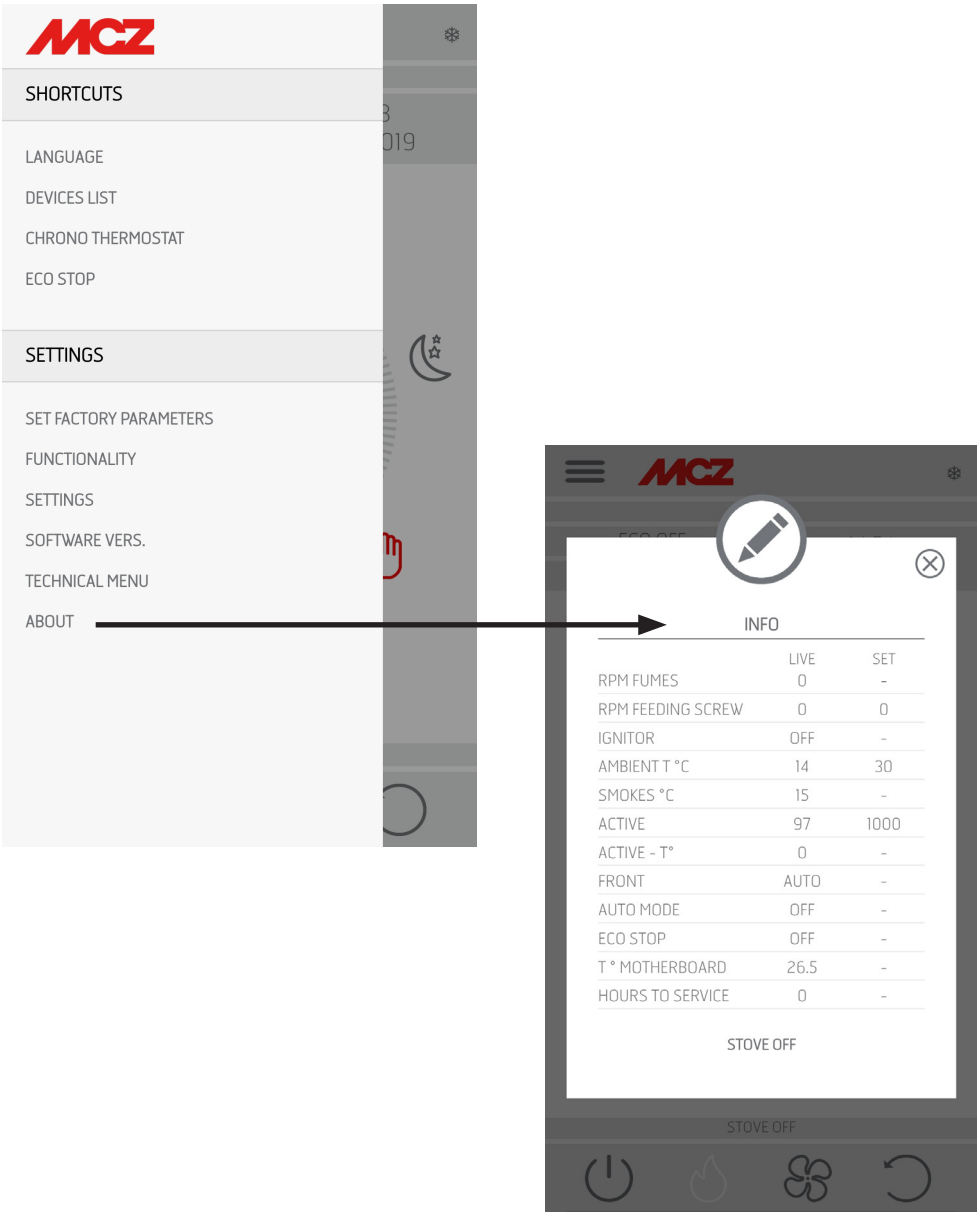 MCZ
SHORTCUTS
LANGUAGE
DEVICES LIST
CHRONO THERMOSTAT
ECO STOP
SETTINGS
SET FACTORY PARAMETERS
FUNCTIONALITY
SETTINGS
SOFTWARE VERS.
TECHNICAL MENU
ABOUT
019
MCZ
INFO
LIVE SET
RPM FUMES 0 -
RPM FEEDING SCREW 0 0
IGNITOR OFF -
AMBIENT T °C 14 30
SMOKES °C 15 -
ACTIVE 97 1000
ACTIVE - T° 0 -
FRONT AUTO -
AUTO MODE OFF -
ECO STOP OFF -
T ° MOTHERBOARD 26.5 -
HOURS TO SERVICE 0 -
STOVE OFF
STOVE OFF